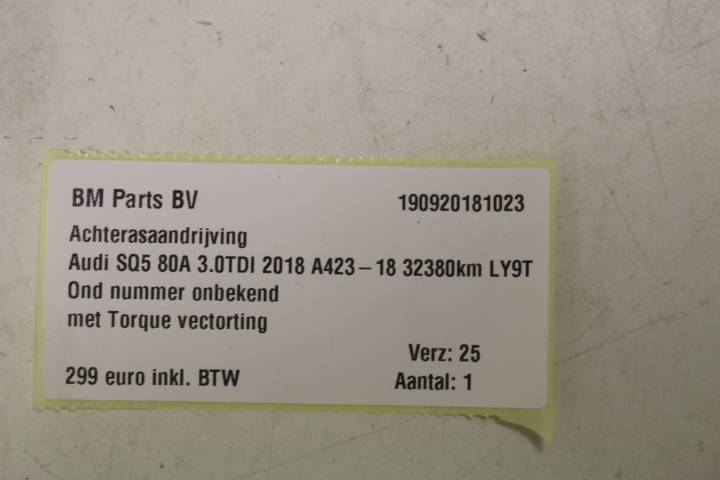 BM Parts BV 190920181023
Achterasaandrijving
Audi SQ5 80A 3.0TDI 2018 A423 – 18 32380km LY9T
Ond nummer onbekend
met Torque vectorting
Verz: 25
299 euro inkl. BTW Aantal: 1